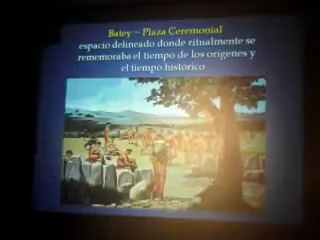 Batey ~ Plaza Ceremonial
espacio delineado donde ritualmente se
rememoraba el tiempo de los orígenes y
el tiempo histórico